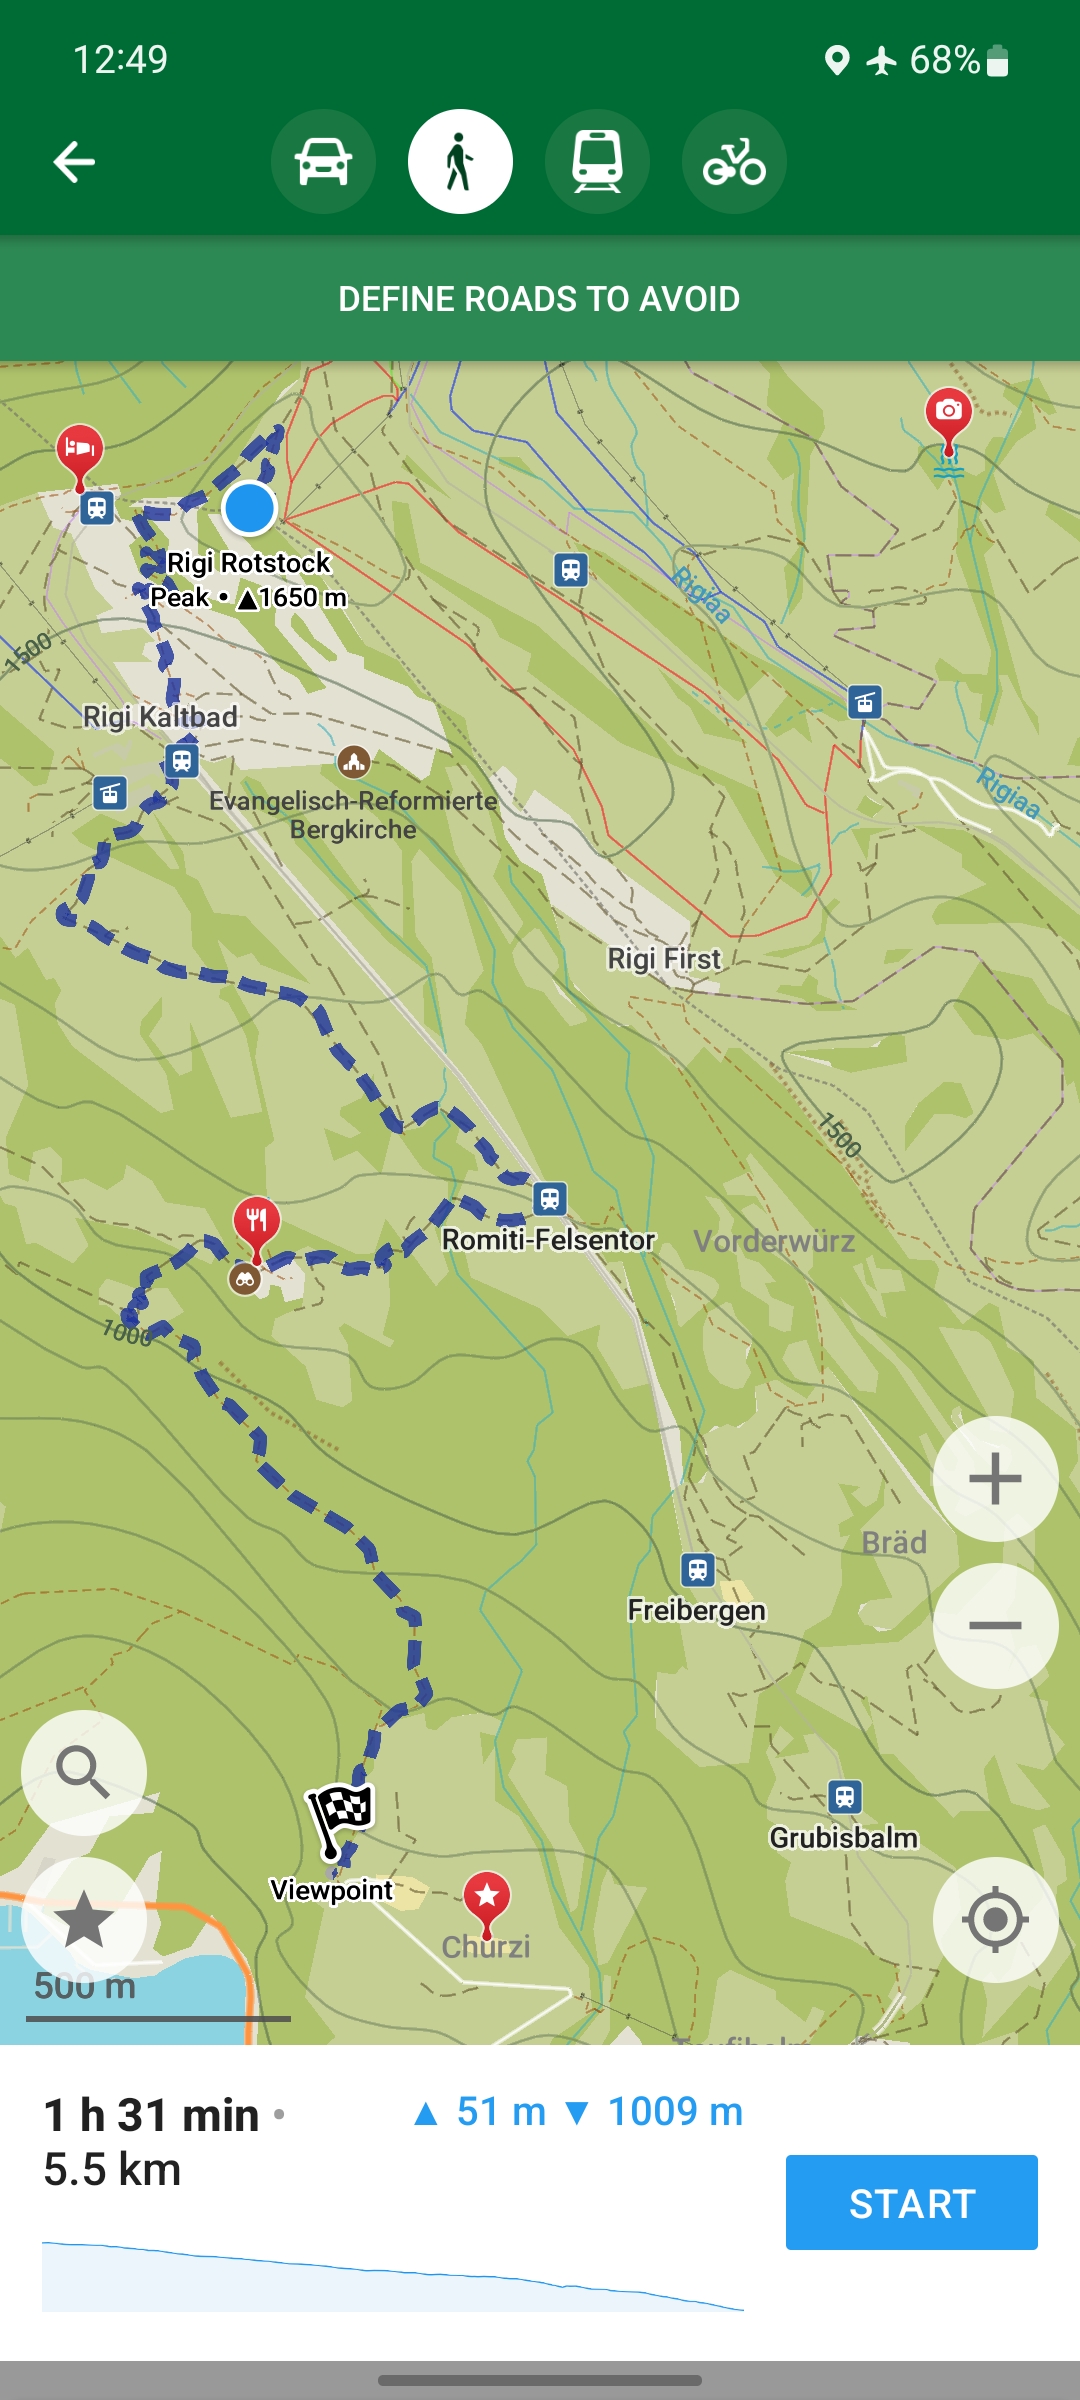 12:49
68%
DEFINE ROADS TO AVOID
Rigi Rotstock
Peak • ▲1650 m
Rigiaa
1500
Rigi Kaltbad
Rigiaa
Evangelisch-Reformierte
Bergkirche
Rigi First
1500
Romiti-Felsentor
Vorderwürz
1000
Bräd
Freibergen
Grubisbalm
Viewpoint
Churzi
500 m
1 h 31 min •
5.5 km
▲ 51 m ▼ 1009 m
START